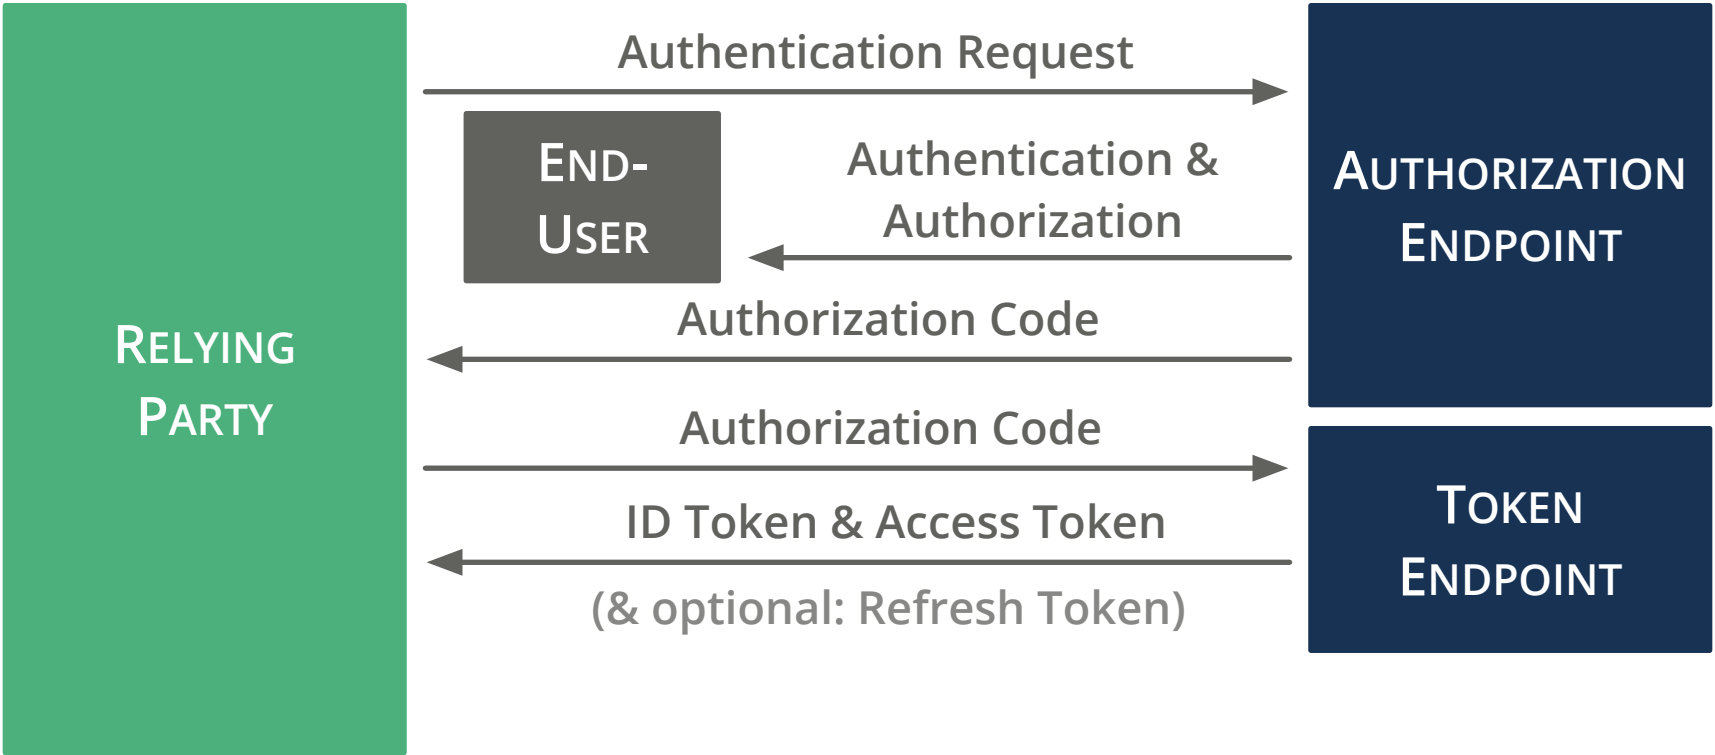 Authentication Request
END-
USER
Authentication &
Authorization
AUTHORIZATION
ENDPOINT
Authorization Code
RELYING
PARTY
Authorization Code
ID Token & Access Token
(& optional: Refresh Token)
TOKEN
ENDPOINT